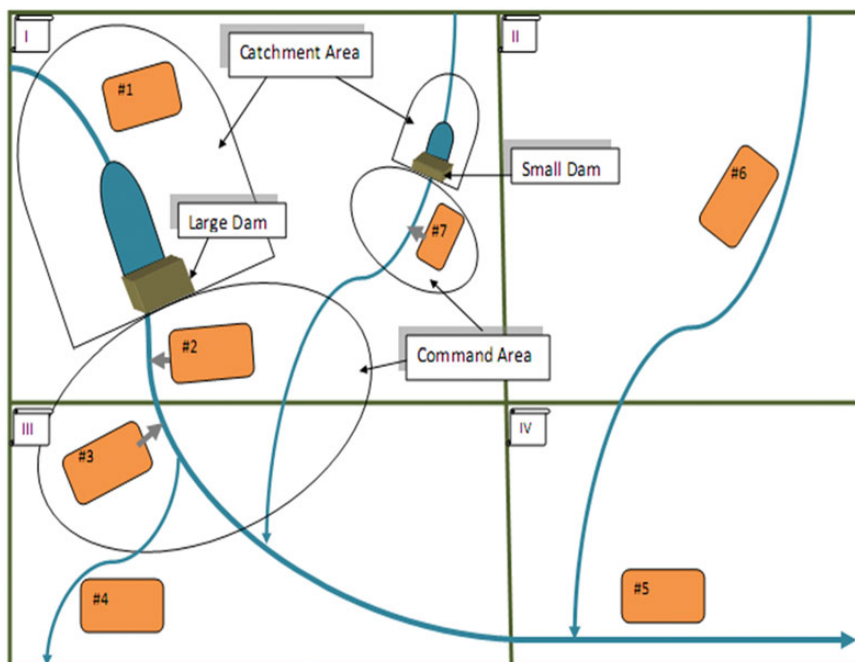 I
II
Catchment Area
#1
Small Dam
#6
Large Dam
#7
#2
Command Area
III
IV
#3
#4
#5